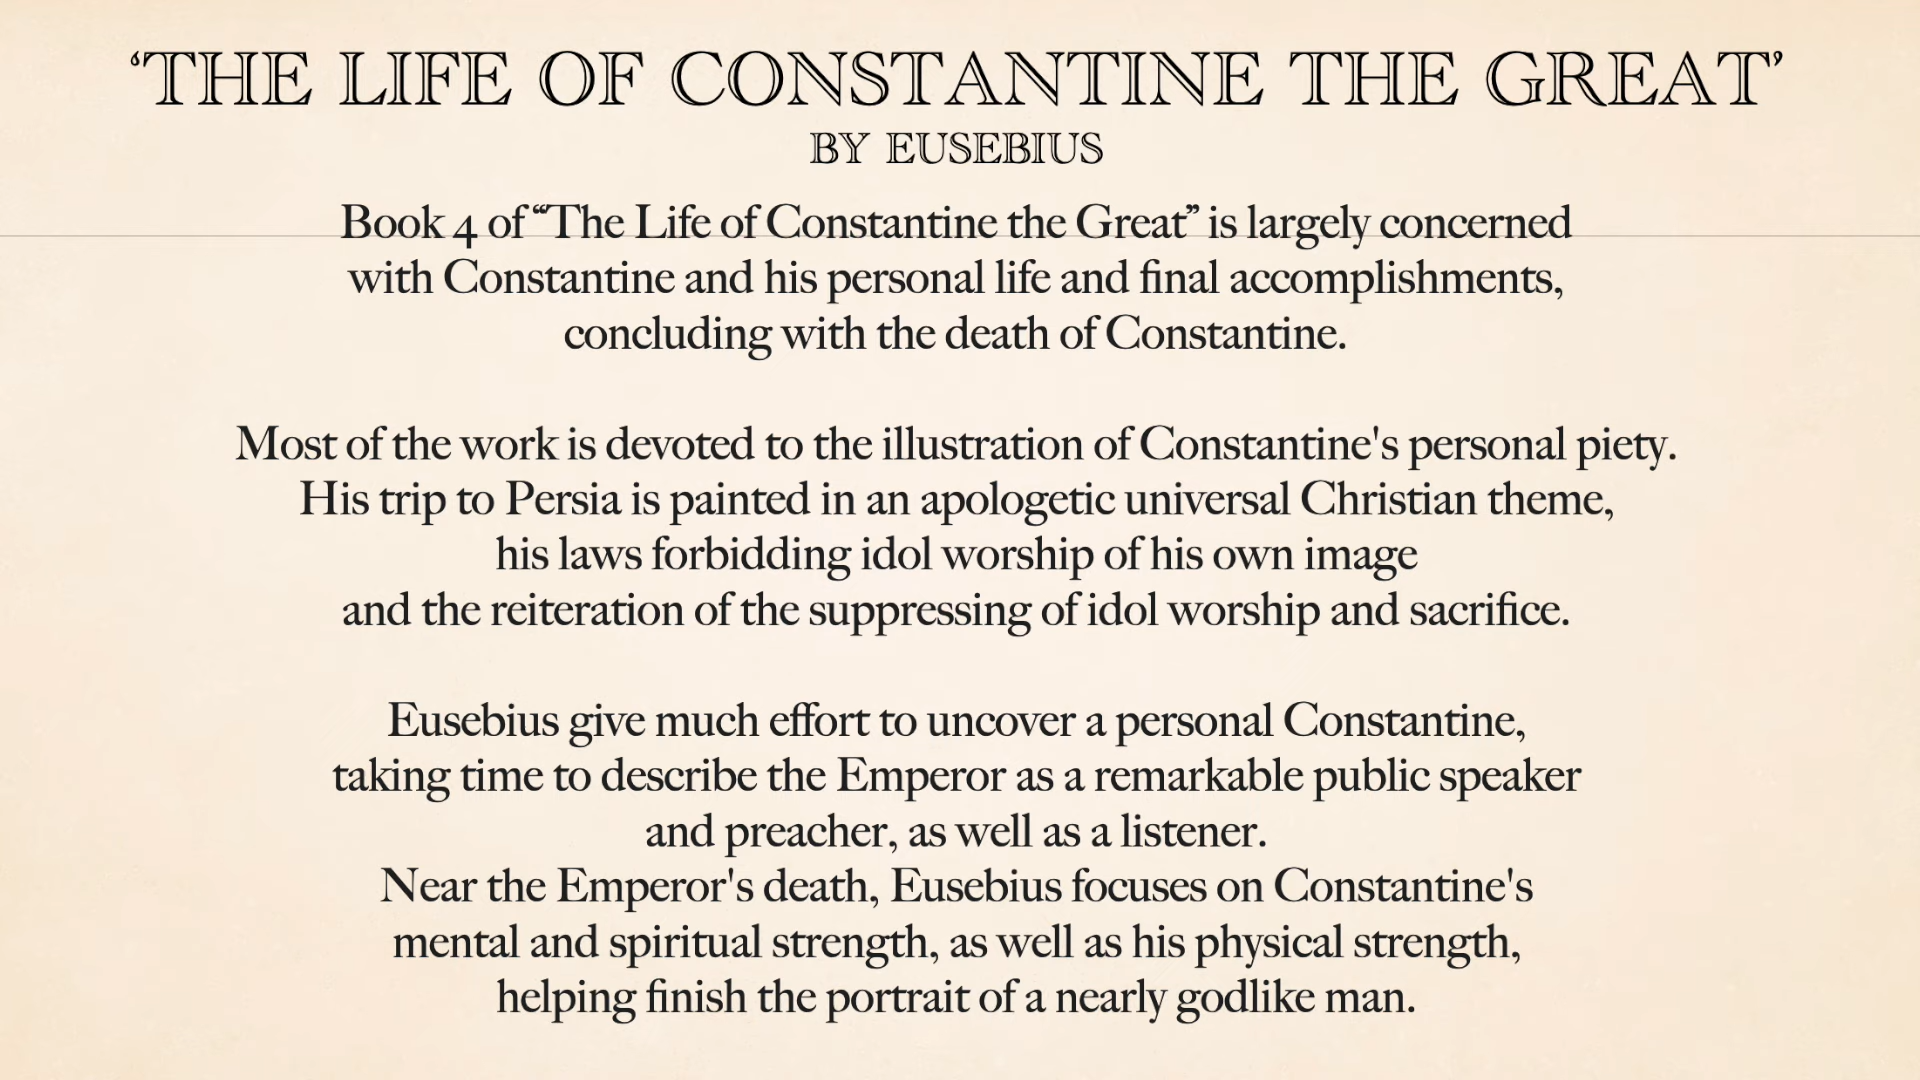 ‘THE LIFE OF CONSTANTINE THE GREAT’
BY EUSEBIUS
Book 4 of “The Life of Constantine the Great” is largely concerned
with Constantine and his personal life and final accomplishments,
concluding with the death of Constantine.
Most of the work is devoted to the illustration of Constantine's personal piety.
His trip to Persia is painted in an apologetic universal Christian theme,
his laws forbidding idol worship of his own image
and the reiteration of the suppressing of idol worship and sacrifice.
Eusebius give much effort to uncover a personal Constantine,
taking time to describe the Emperor as a remarkable public speaker
and preacher, as well as a listener.
Near the Emperor's death, Eusebius focuses on Constantine's
mental and spiritual strength, as well as his physical strength,
helping finish the portrait of a nearly godlike man.